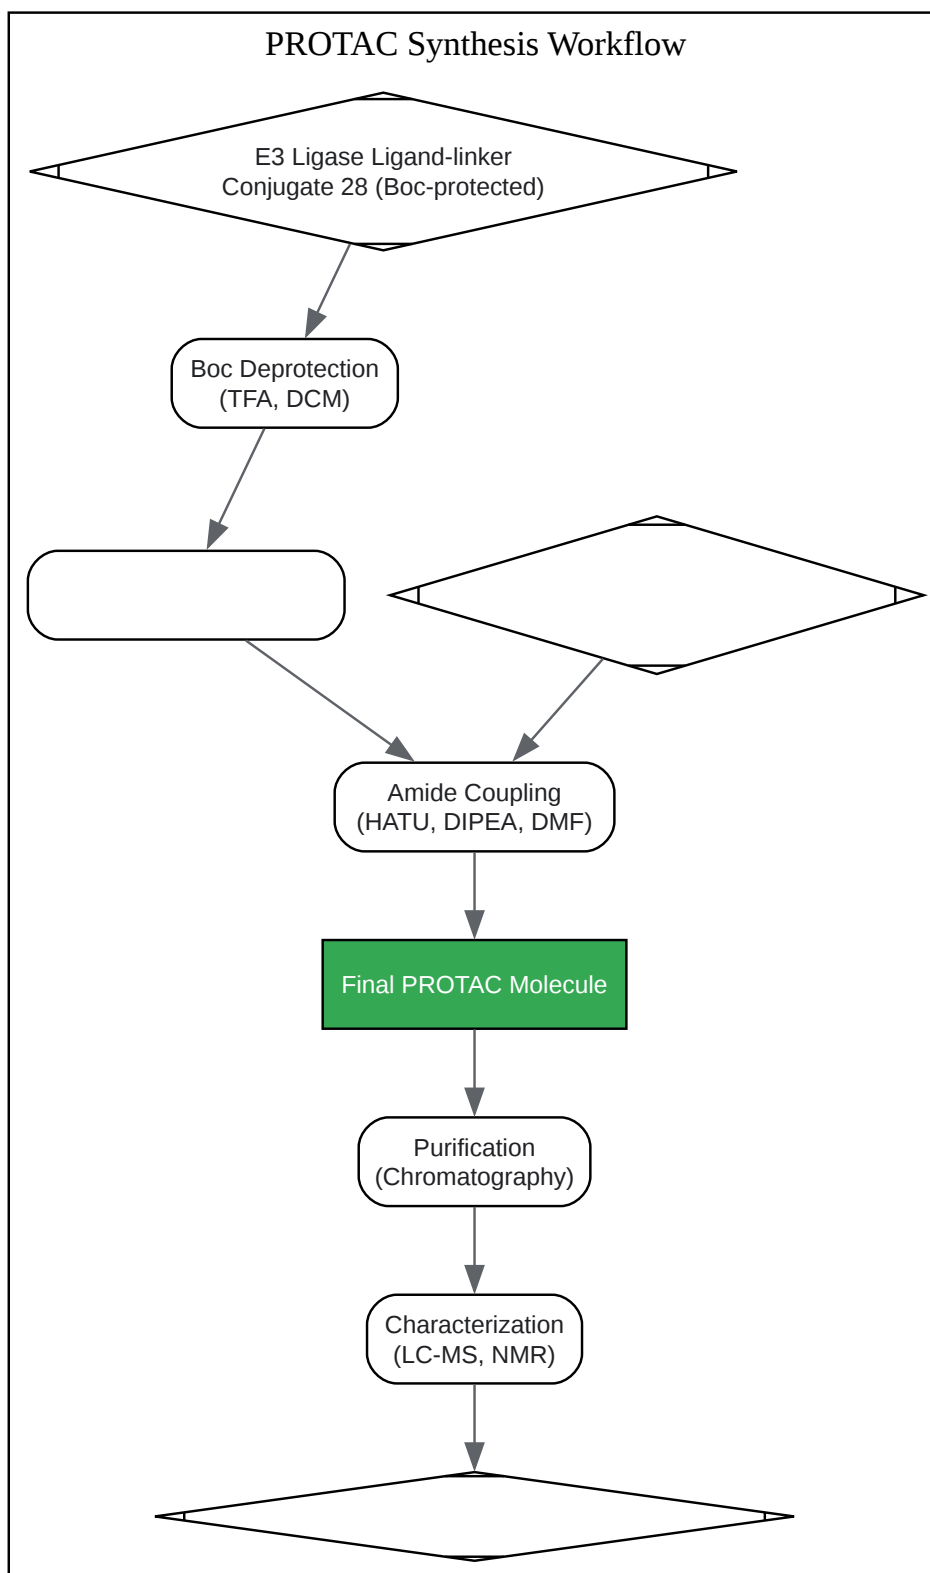 PROTAC Synthesis Workflow
E3 Ligase Ligand-linker
Conjugate 28 (Boc-protected)
Boc Deprotection
(TFA, DCM)
Amide Coupling
(HATU, DIPEA, DMF)
Final PROTAC Molecule
Purification
(Chromatography)
Characterization
(LC-MS, NMR)